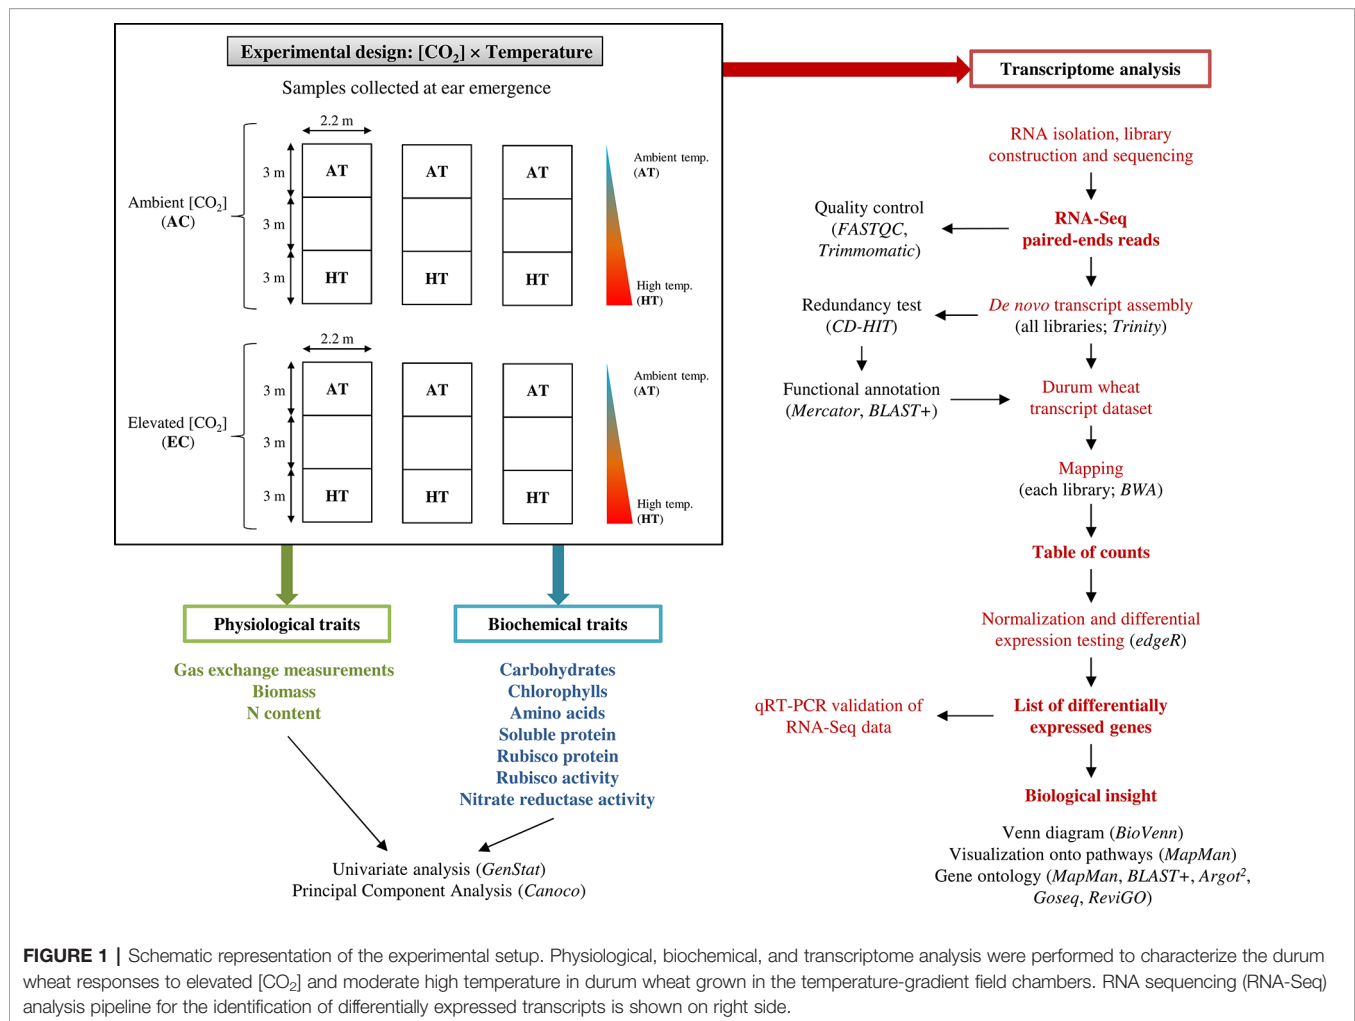 Experimental design: [CO₂] × Temperature
Samples collected at ear emergence
2.2 m
3 m
3 m
3 m
Ambient [CO₂]
(AC)
AT
AT
AT
HT
HT
HT
Ambient temp.
(AT)
High temp.
(HT)
2.2 m
3 m
3 m
3 m
Elevated [CO₂]
(EC)
AT
AT
AT
HT
HT
HT
Ambient temp.
(AT)
High temp.
(HT)
Physiological traits
Gas exchange measurements
Biomass
N content
Biochemical traits
Carbohydrates
Chlorophylls
Amino acids
Soluble protein
Rubisco protein
Rubisco activity
Nitrate reductase activity
Univariate analysis (GenStat)
Principal Component Analysis (Canoco)
Transcriptome analysis
RNA isolation, library
construction and sequencing
RNA-Seq
paired-ends reads
Quality control
(FASTQC,
Trimmomatic)
De novo transcript assembly
(all libraries; Trinity)
Redundancy test
(CD-HIT)
Functional annotation
(Mercator, BLAST+)
Durum wheat
transcript dataset
Mapping
(each library; BWA)
Table of counts
Normalization and differential
expression testing (edgeR)
List of differentially
expressed genes
qRT-PCR validation of
RNA-Seq data
Biological insight
Venn diagram (BioVenn)
Visualization onto pathways (MapMan)
Gene ontology (MapMan, BLAST+, Argot²,
Goseq, ReviGO)
FIGURE 1 | Schematic representation of the experimental setup. Physiological, biochemical, and transcriptome analysis were performed to characterize the durum
wheat responses to elevated [CO₂] and moderate high temperature in durum wheat grown in the temperature-gradient field chambers. RNA sequencing (RNA-Seq)
analysis pipeline for the identification of differentially expressed transcripts is shown on right side.